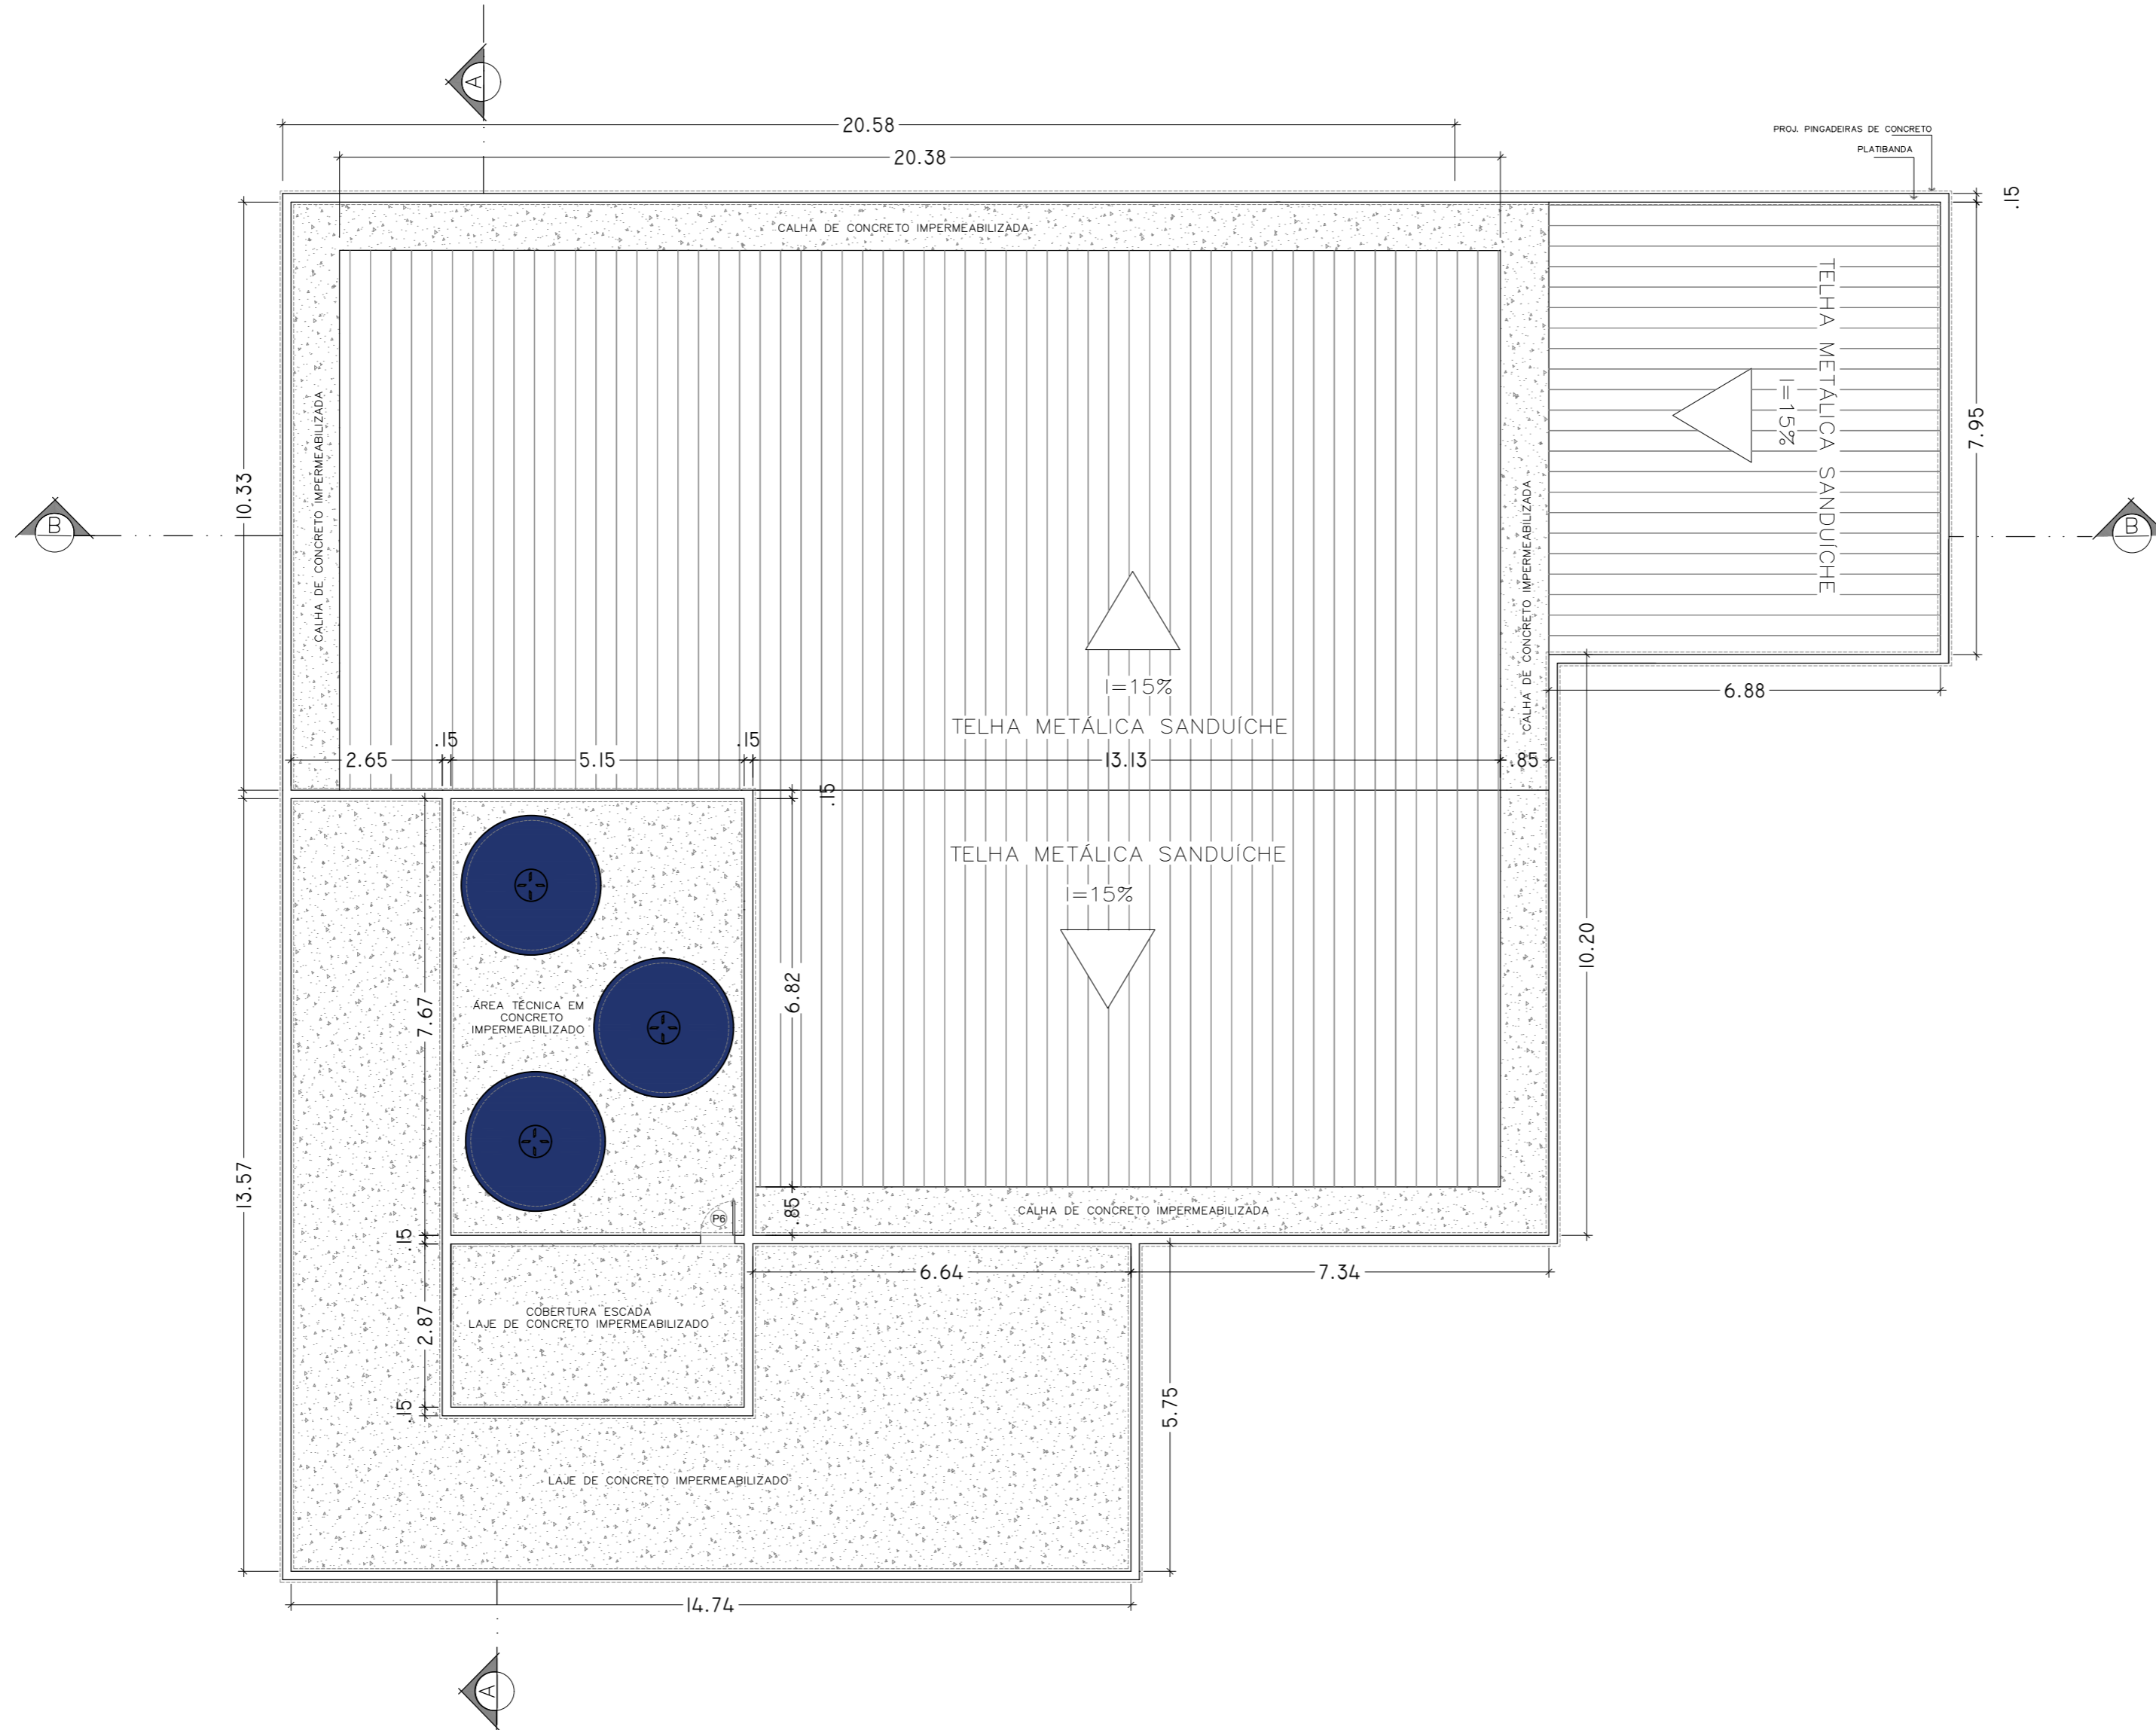 A
20.58
20.38
PROJ. PINGADEIRAS DE CONCRETO
PLATIBANDA
.15
CALHA DE CONCRETO IMPERMEABILIZADA
TELHA METÁLICA SANDUÍCHE
I=15%
7.95
10.33
CALHA DE CONCRETO IMPERMEABILIZADA
CALHA DE CONCRETO IMPERMEABILIZADA
B
B
I=15%
6.88
TELHA METÁLICA SANDUÍCHE
2.65
.15
5.15
.15
13.13
.85
.15
TELHA METÁLICA SANDUÍCHE
I=15%
10.20
6.82
7.67
ÁREA TÉCNICA EM
CONCRETO
IMPERMEABILIZADO
13.57
P6
.85
CALHA DE CONCRETO IMPERMEABILIZADA
.15
6.64
7.34
2.87
COBERTURA ESCADA
LAJE DE CONCRETO IMPERMEABILIZADO
5.75
.15
LAJE DE CONCRETO IMPERMEABILIZADO
14.74
A